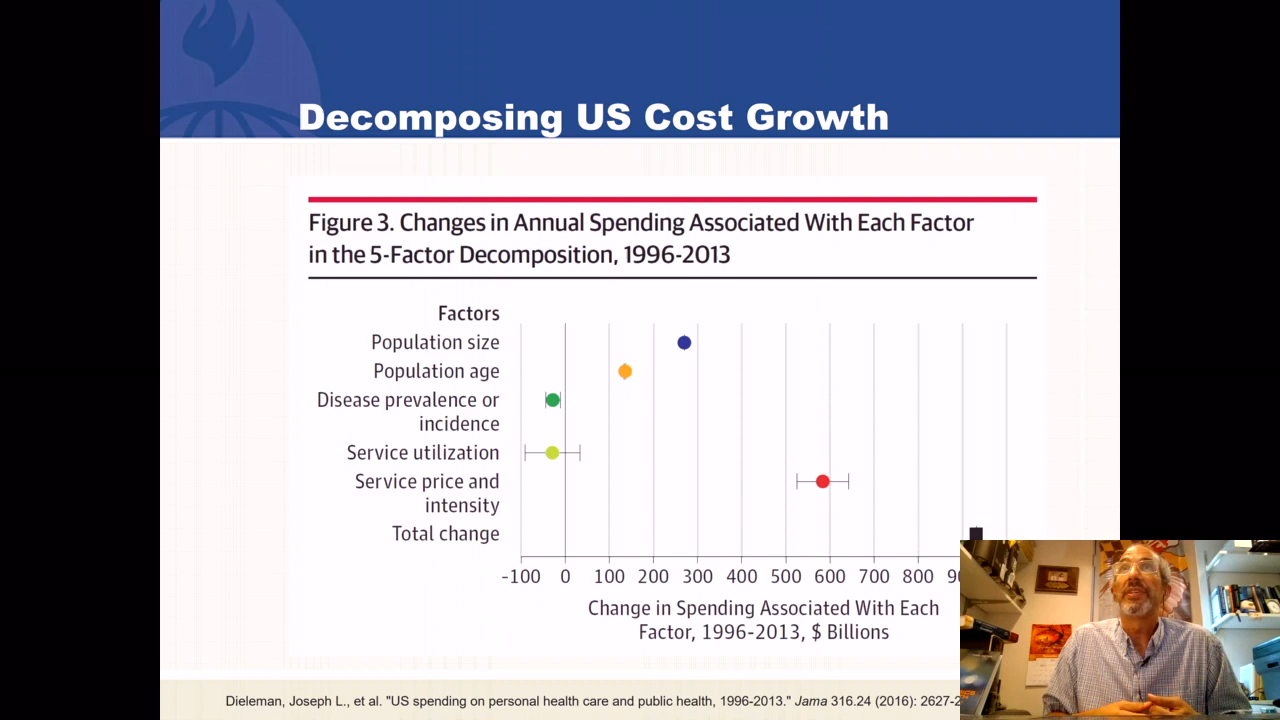 Decomposing US Cost Growth
Figure 3. Changes in Annual Spending Associated With Each Factor
in the 5-Factor Decomposition, 1996-2013
Factors
Population size
Population age
Disease prevalence or
incidence
Service utilization
Service price and
intensity
Total change
-100 0 100 200 300 400 500 600 700 800
Change in Spending Associated With Each
Factor, 1996-2013, $ Billions
Dieleman, Joseph L., et al. "US spending on personal health care and public health, 1996-2013." Jama 316.24 (2016): 2627-2